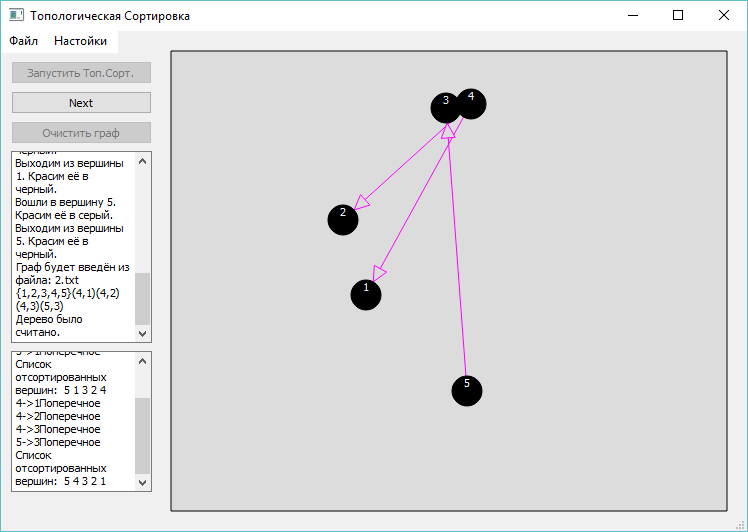 Топологическая Сортировка
Файл Настойки
Запустить Топ.Сорт.
Next
Очистить граф
черный.
Выходим из вершины
1. Красим её в
черный.
Вошли в вершину 5.
Красим её в серый.
Выходим из вершины
5. Красим её в
черный.
Граф будет введён из
файла: 2.txt
{1,2,3,4,5}(4,1)(4,2)
(4,3)(5,3)
Дерево было
считано.
5->1Поперечное
Список
отсортированных
вершин: 5 1 3 2 4
4->1Поперечное
4->2Поперечное
4->3Поперечное
5->3Поперечное
Список
отсортированных
вершин: 5 4 3 2 1
3 4
2
1
5